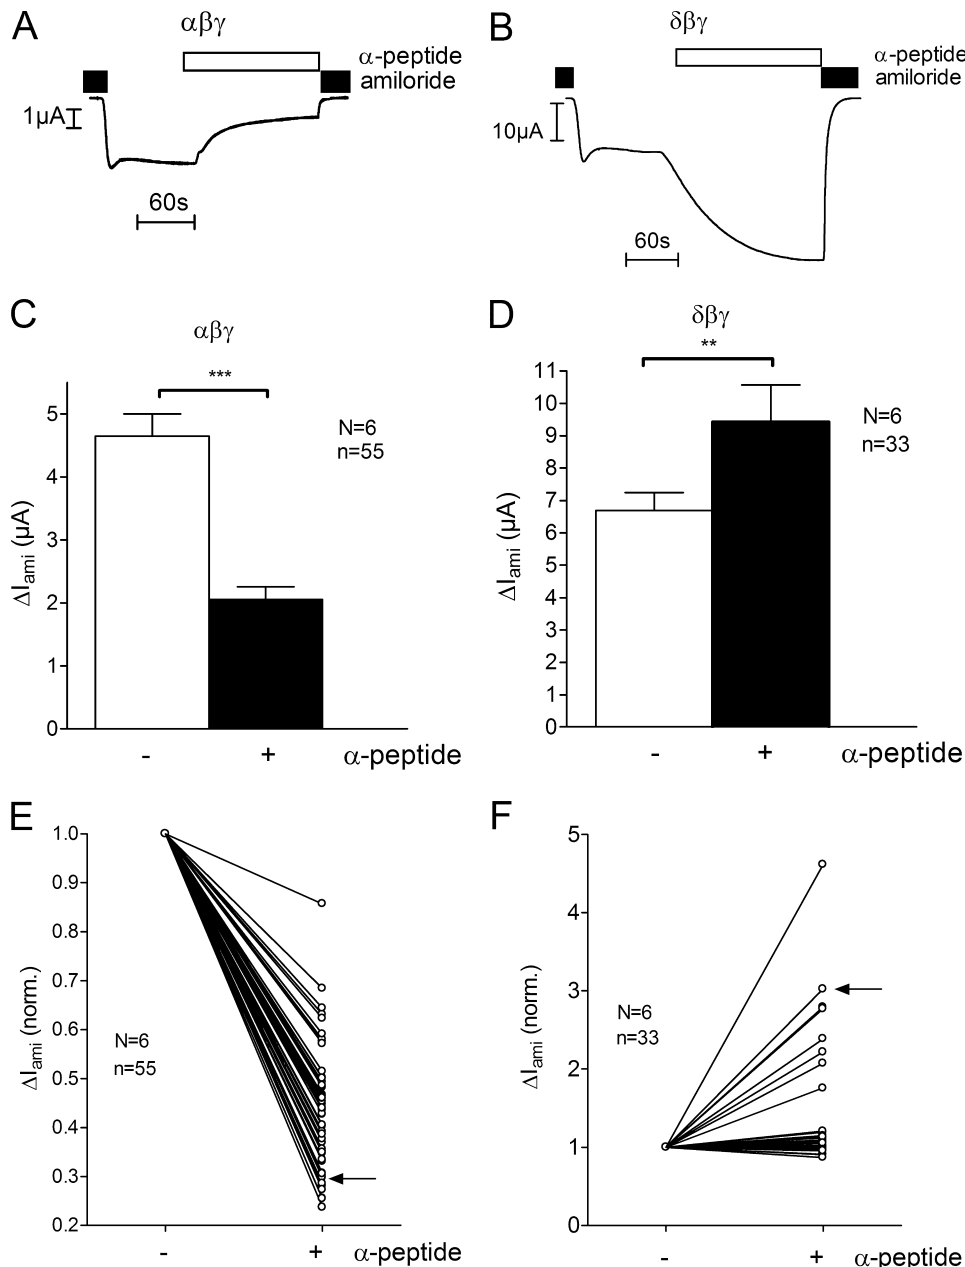 A
αβγ
α-peptide
amiloride
1µA
60s
B
δβγ
α-peptide
amiloride
10µA
60s
C
αβγ
***
N=6
n=55
ΔIami (µA)
5
4
3
2
1
0
- + α-peptide
D
δβγ
**
N=6
n=33
ΔIami (µA)
11
10
9
8
7
6
5
4
3
2
1
0
- + α-peptide
E
ΔIami (norm.)
1.0
0.9
0.8
0.7
0.6
0.5
0.4
0.3
0.2
N=6
n=55
- + α-peptide
F
ΔIami (norm.)
5
4
3
2
1
0
N=6
n=33
- + α-peptide